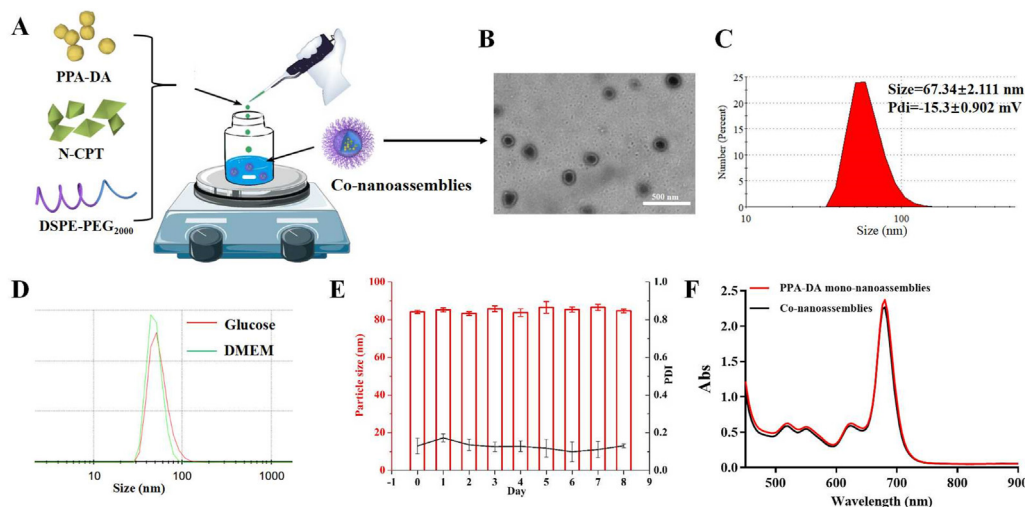 A
PPA-DA
N-CPT
DSPE-PEG2000
Co-nanoassemblies
B
500 nm
C
Size=67.34±2.111 nm
Pdi=-15.3±0.902 mV
Number (Percent)
25
20
15
10
5
0
10
100
Size (nm)
D
Glucose
DMEM
10
100
1000
Size (nm)
E
Particle size (nm)
100
80
60
40
20
0
-1 0 1 2 3 4 5 6 7 8 9
Day
1.0
0.8
0.6
0.4
0.2
0.0
PDI
F
PPA-DA mono-nanoassemblies
Co-nanoassemblies
Abs
2.5
2.0
1.5
1.0
0.5
0.0
500 600 700 800 900
Wavelength (nm)